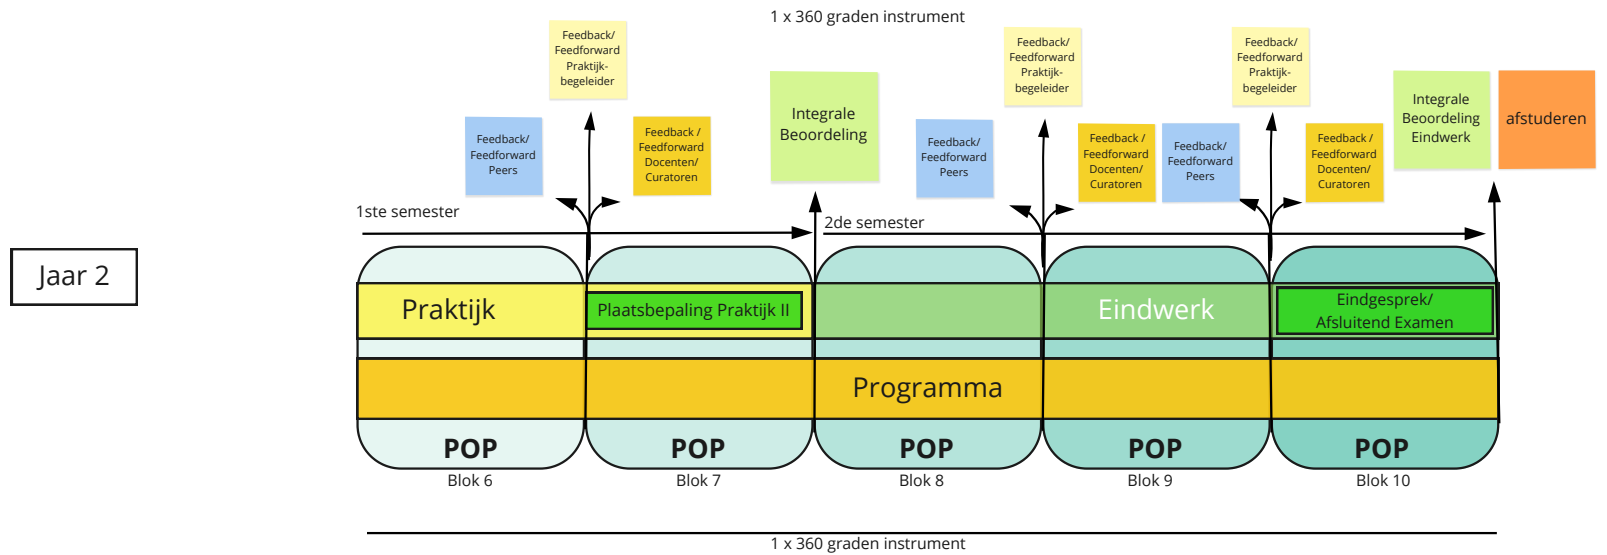 1 x 360 graden instrument
Feedback/
Feedforward
Praktijk-
begeleider
Feedback/
Feedforward
Peers
Feedback /
Feedforward
Docenten/
Curatoren
Integrale
Beoordeling
Feedback/
Feedforward
Peers
Feedback/
Feedforward
Praktijk-
begeleider
Feedback /
Feedforward
Docenten/
Curatoren
Feedback/
Feedforward
Peers
Feedback/
Feedforward
Praktijk-
begeleider
Feedback /
Feedforward
Docenten/
Curatoren
Integrale
Beoordeling
Eindwerk
afstuderen
1ste semester
2de semester
Jaar 2
Praktijk
Plaatsbepaling Praktijk II
Eindwerk
Eindgesprek/
Afsluitend Examen
Programma
POP
POP
POP
POP
POP
Blok 6
Blok 7
Blok 8
Blok 9
Blok 10
1 x 360 graden instrument